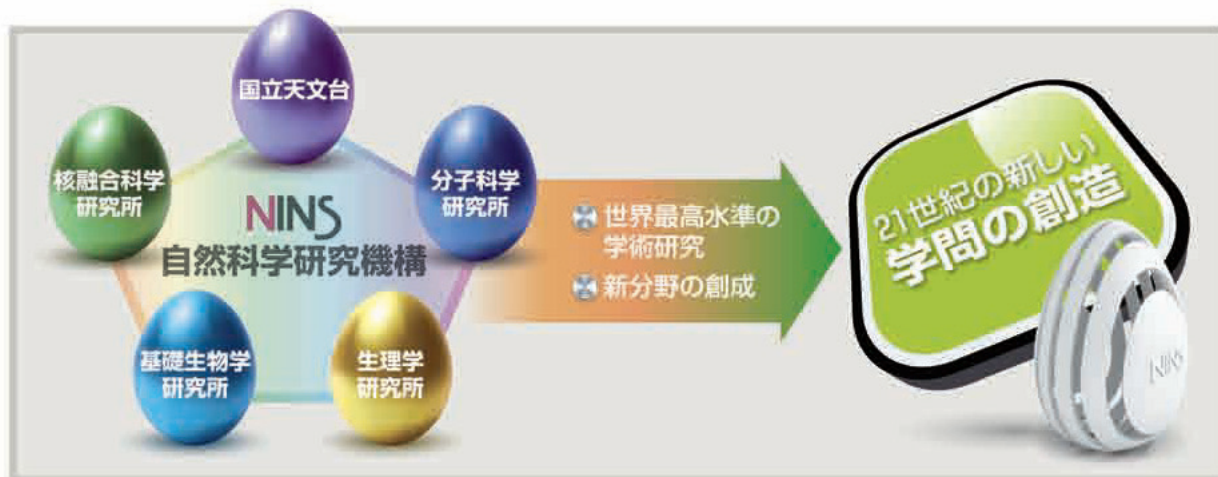 国立天文台
核融合科学
研究所
分子科学
研究所
NINS
自然科学研究機構
基礎生物学
研究所
生理学
研究所
世界最高水準の
学術研究
新分野の創成
21世紀の新しい
学問の創造
NINS